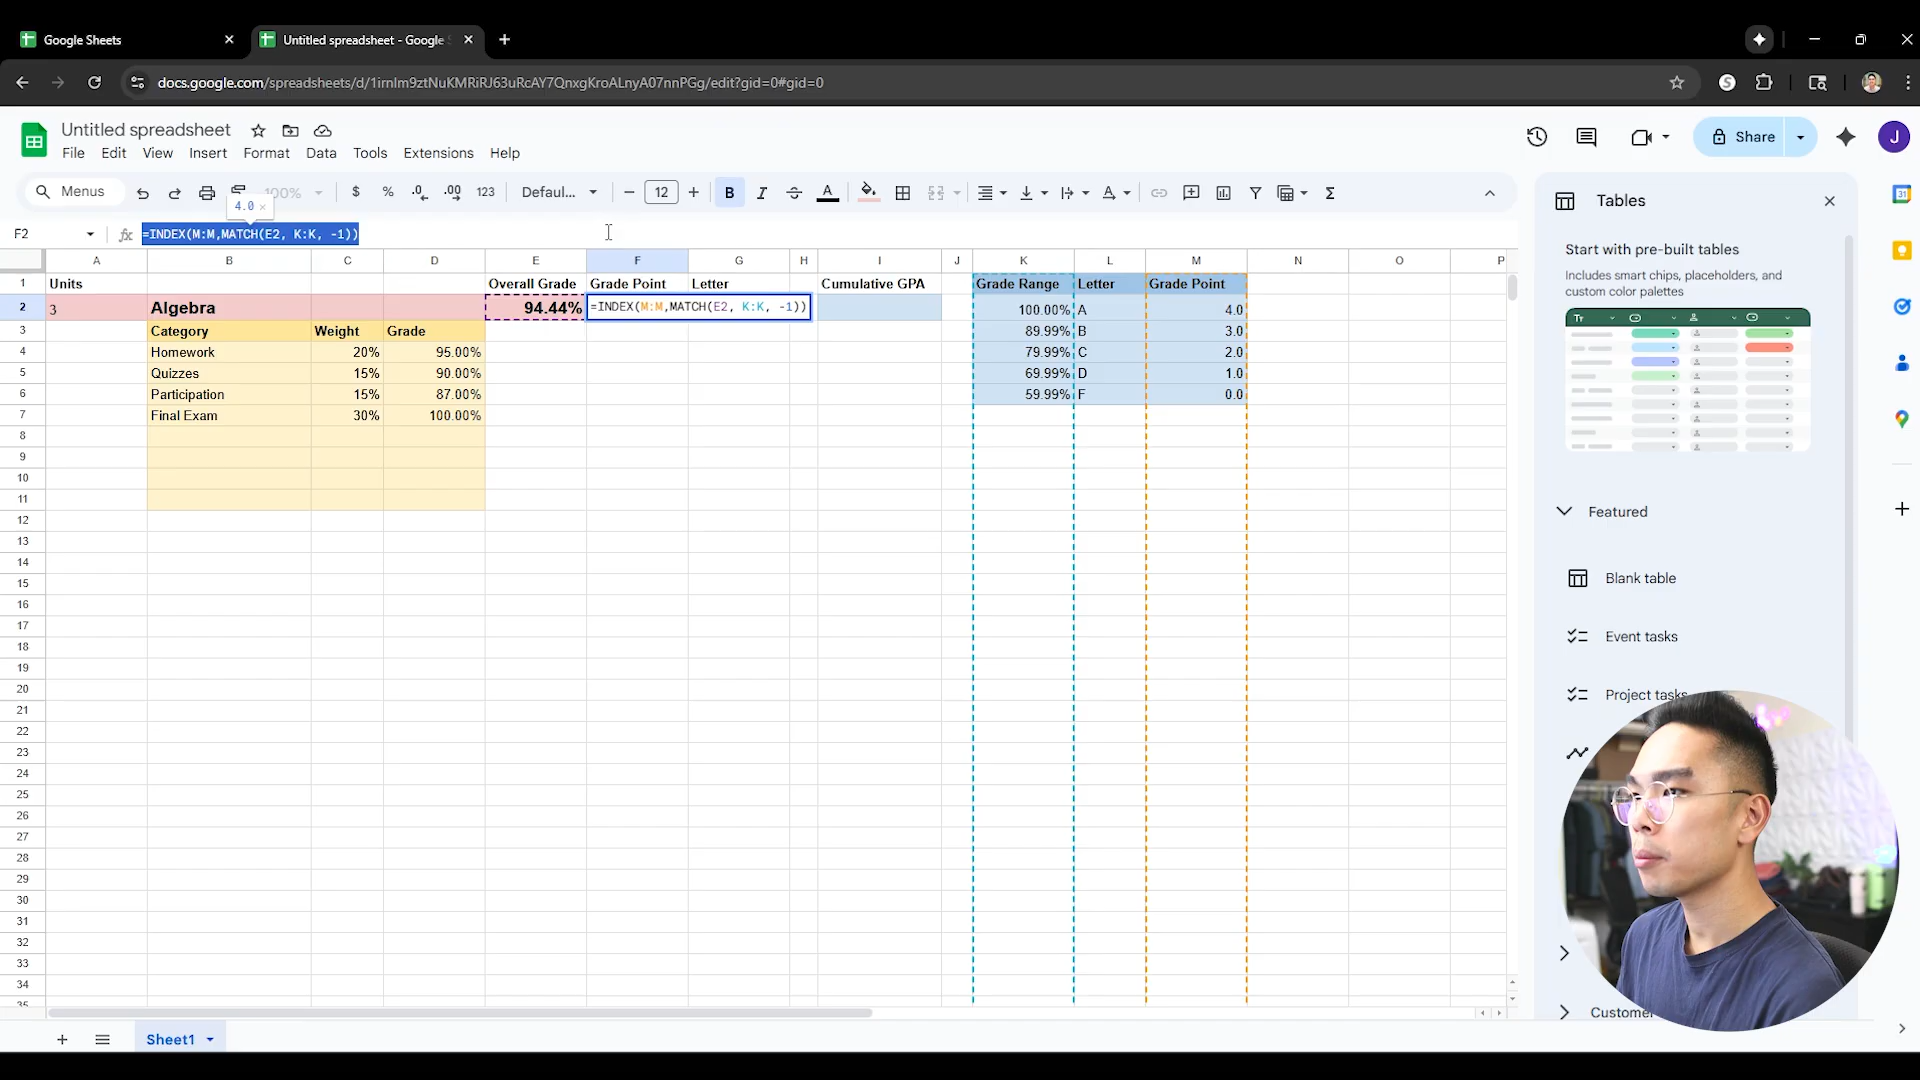 Google Sheets
Untitled spreadsheet - Google S
docs.google.com/spreadsheets/d/1irnlm9ztNuKMRiRJ63uRcAY7QnxgKroALnyA07nnPGg/edit?gid=0#gid=0
Untitled spreadsheet
File Edit View Insert Format Data Tools Extensions Help
Share
J
Menus 100% $ % .0 .00 123 Defaul... 12 B I A
4.0 ×
F2 fx =INDEX(M:M,MATCH(E2, K:K, -1))
A B C D E F G H I J K L M N O P
1 Units Overall Grade Grade Point Letter Cumulative GPA Grade Range Letter Grade Point
2 3 Algebra 94.44% =INDEX(M:M,MATCH(E2, K:K, -1)) 100.00% A 4.0
3 Category Weight Grade 89.99% B 3.0
4 Homework 20% 95.00% 79.99% C 2.0
5 Quizzes 15% 90.00% 69.99% D 1.0
6 Participation 15% 87.00% 59.99% F 0.0
7 Final Exam 30% 100.00%
8
9
10
11
12
13
14
15
16
17
18
19
20
21
22
23
24
25
26
27
28
29
30
31
32
33
34
35
Sheet1
Tables
Start with pre-built tables
Includes smart chips, placeholders, and
custom color palettes
Featured
Blank table
Event tasks
Project tasks
Customer
31